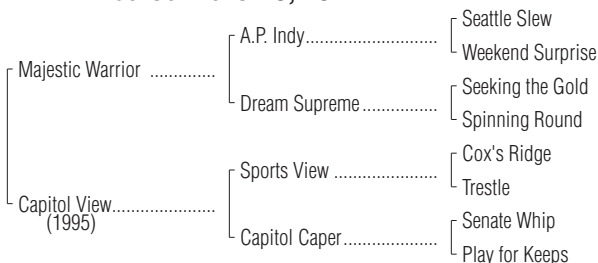 Seattle Slew
A.P. Indy..............................
Weekend Surprise
Majestic Warrior ..............
Seeking the Gold
Dream Supreme .................
Spinning Round
Cox's Ridge
Sports View .......................
Trestle
Capitol View......................
(1995)
Senate Whip
Capitol Caper.....................
Play for Keeps